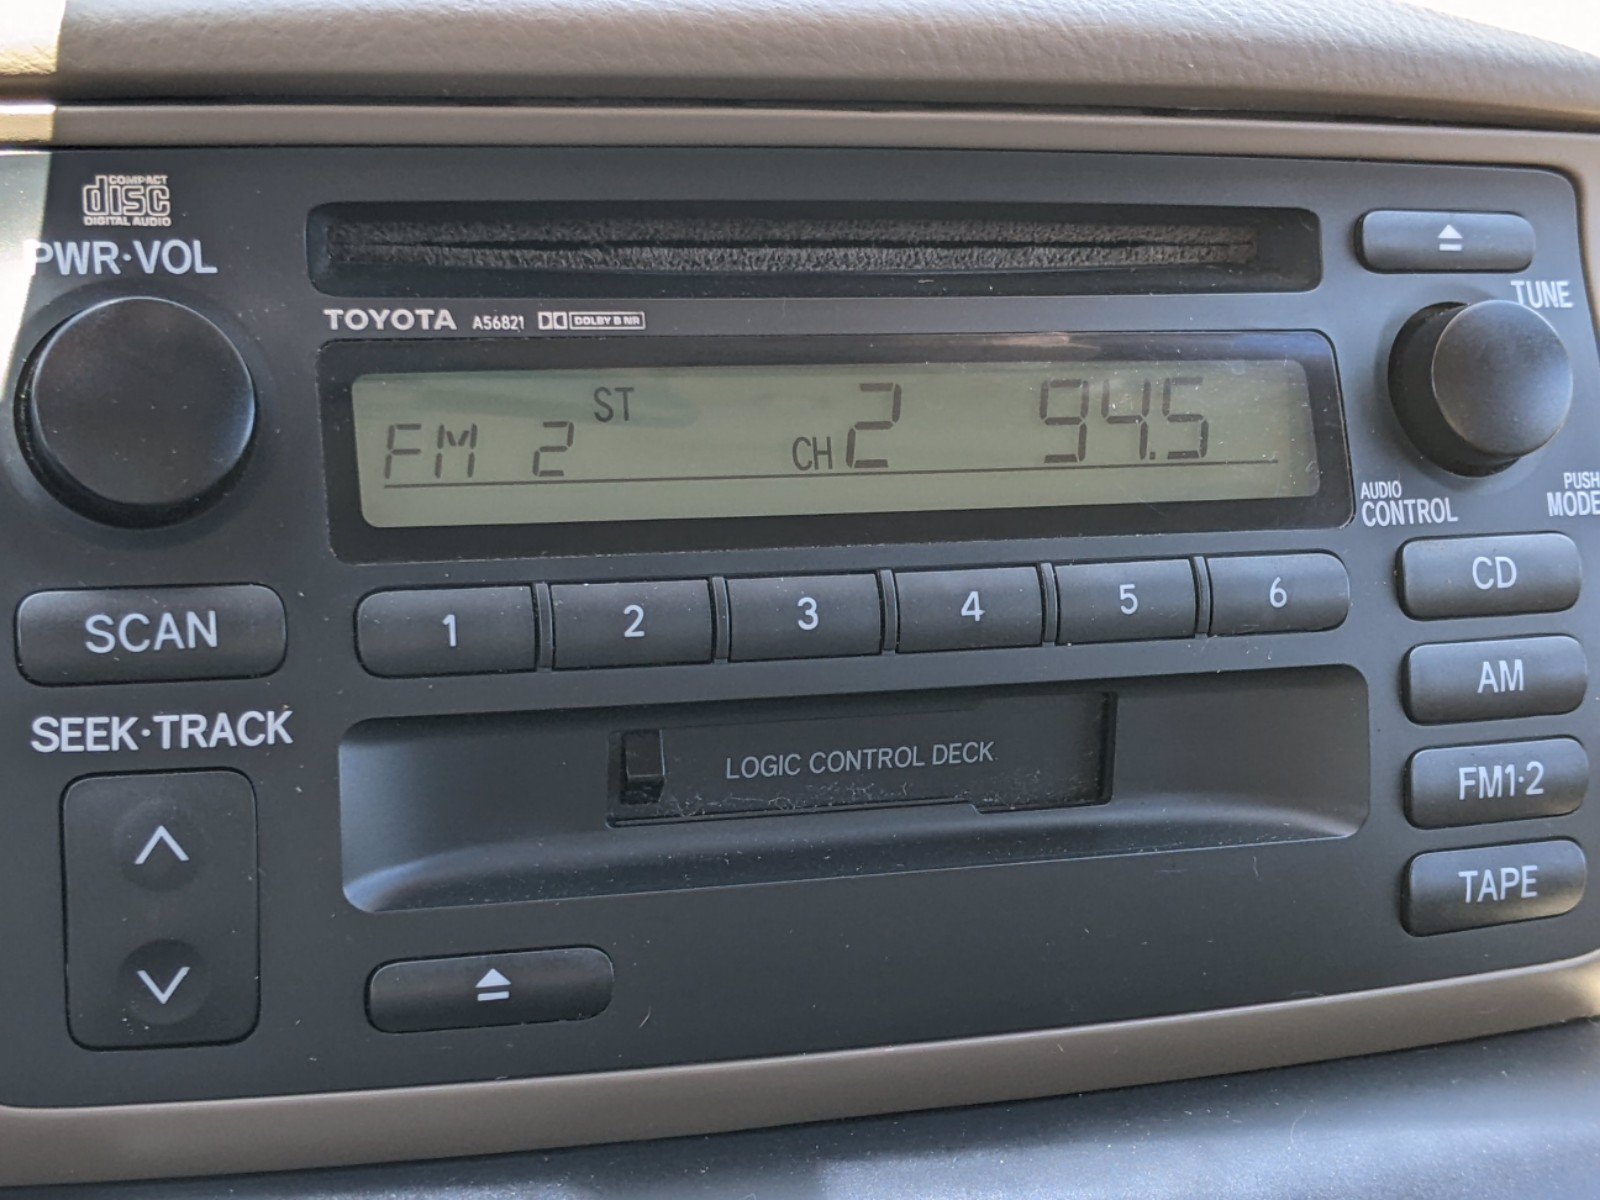 COMPACT
disc
DIGITAL AUDIO
PWR·VOL
TUNE
TOYOTA A56821 DOLBY B NR
ST
FM 2 CH 2 94.5
AUDIO
CONTROL
PUSH
MODE
SCAN
1 2 3 4 5 6
CD
AM
SEEK·TRACK
LOGIC CONTROL DECK
FM1·2
TAPE